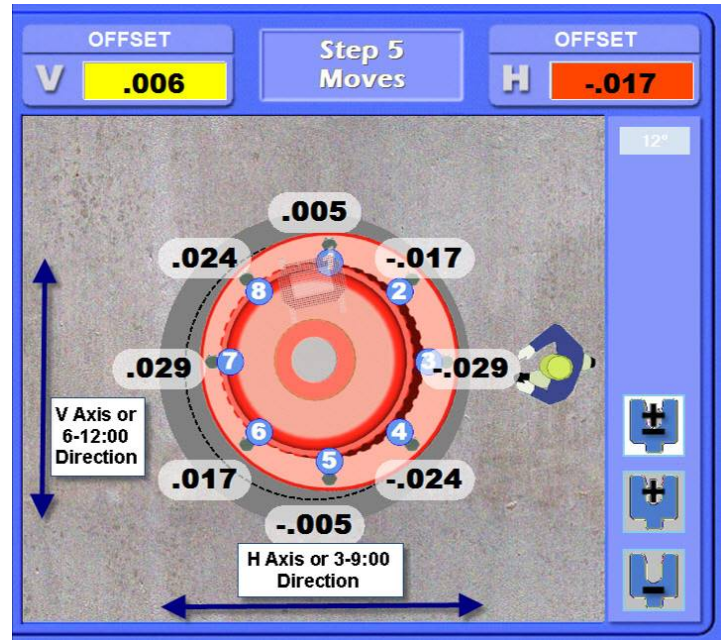 OFFSET
V .006
Step 5
Moves
OFFSET
H -.017
12°
.005
.024
-.017
1
8
2
.029
7
3
-.029
V Axis or
6-12:00
Direction
6
4
5
.017
-.024
-.005
H Axis or 3-9:00
Direction
+
−
+
−